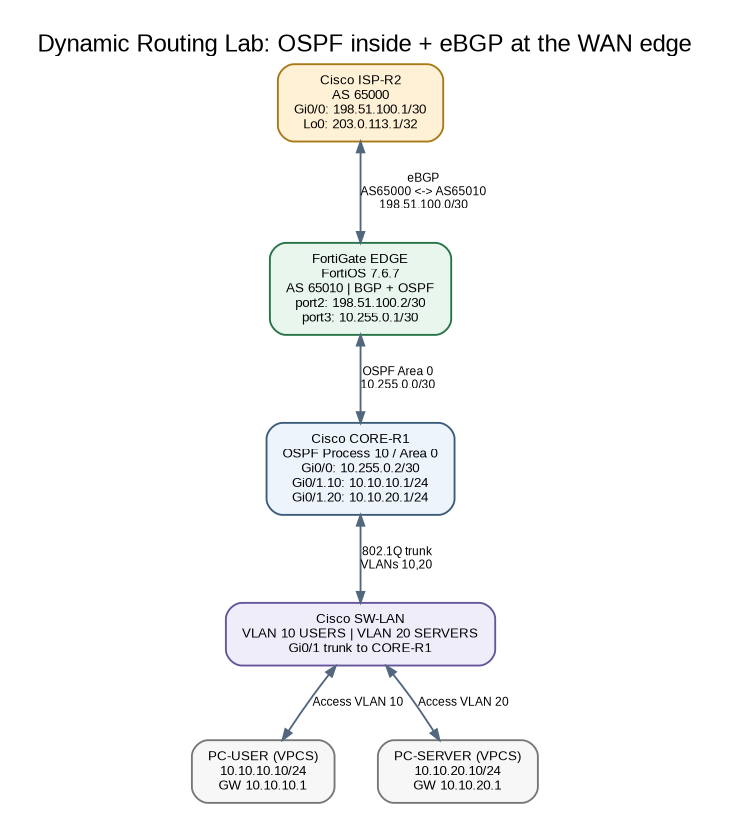 Dynamic Routing Lab: OSPF inside + eBGP at the WAN edge
Cisco ISP-R2
AS 65000
Gi0/0: 198.51.100.1/30
Lo0: 203.0.113.1/32
eBGP
AS65000 <-> AS65010
198.51.100.0/30
FortiGate EDGE
FortiOS 7.6.7
AS 65010 | BGP + OSPF
port2: 198.51.100.2/30
port3: 10.255.0.1/30
OSPF Area 0
10.255.0.0/30
Cisco CORE-R1
OSPF Process 10 / Area 0
Gi0/0: 10.255.0.2/30
Gi0/1.10: 10.10.10.1/24
Gi0/1.20: 10.10.20.1/24
802.1Q trunk
VLANs 10,20
Cisco SW-LAN
VLAN 10 USERS | VLAN 20 SERVERS
Gi0/1 trunk to CORE-R1
Access VLAN 10
Access VLAN 20
PC-USER (VPCS)
10.10.10.10/24
GW 10.10.10.1
PC-SERVER (VPCS)
10.10.20.10/24
GW 10.10.20.1